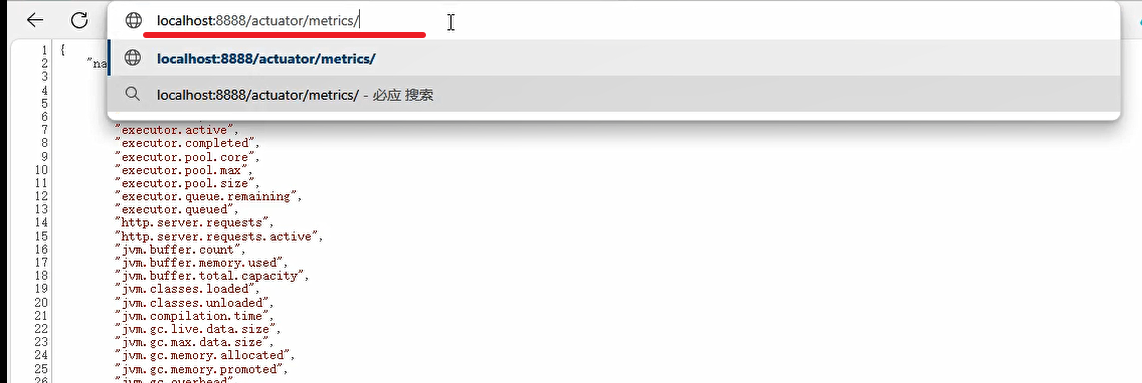 localhost:8888/actuator/metrics/
localhost:8888/actuator/metrics/
localhost:8888/actuator/metrics/ - 必应 搜索
1 {
2
3
4
5
6
7 "executor.active",
8 "executor.completed",
9 "executor.pool.core",
10 "executor.pool.max",
11 "executor.pool.size",
12 "executor.queue.remaining",
13 "executor.queued",
14 "http.server.requests",
15 "http.server.requests.active",
16 "jvm.buffer.count",
17 "jvm.buffer.memory.used",
18 "jvm.buffer.total.capacity",
19 "jvm.classes.loaded",
20 "jvm.classes.unloaded",
21 "jvm.compilation.time",
22 "jvm.gc.live.data.size",
23 "jvm.gc.max.data.size",
24 "jvm.gc.memory.allocated",
25 "jvm.gc.memory.promoted",
26 "jvm.gc.overhead"